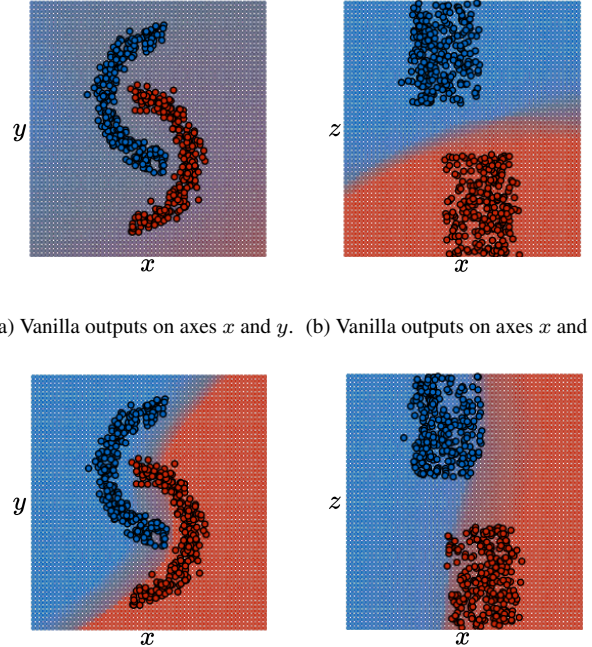 y
z
x
x
a) Vanilla outputs on axes x and y. (b) Vanilla outputs on axes x and
y
z
x
x